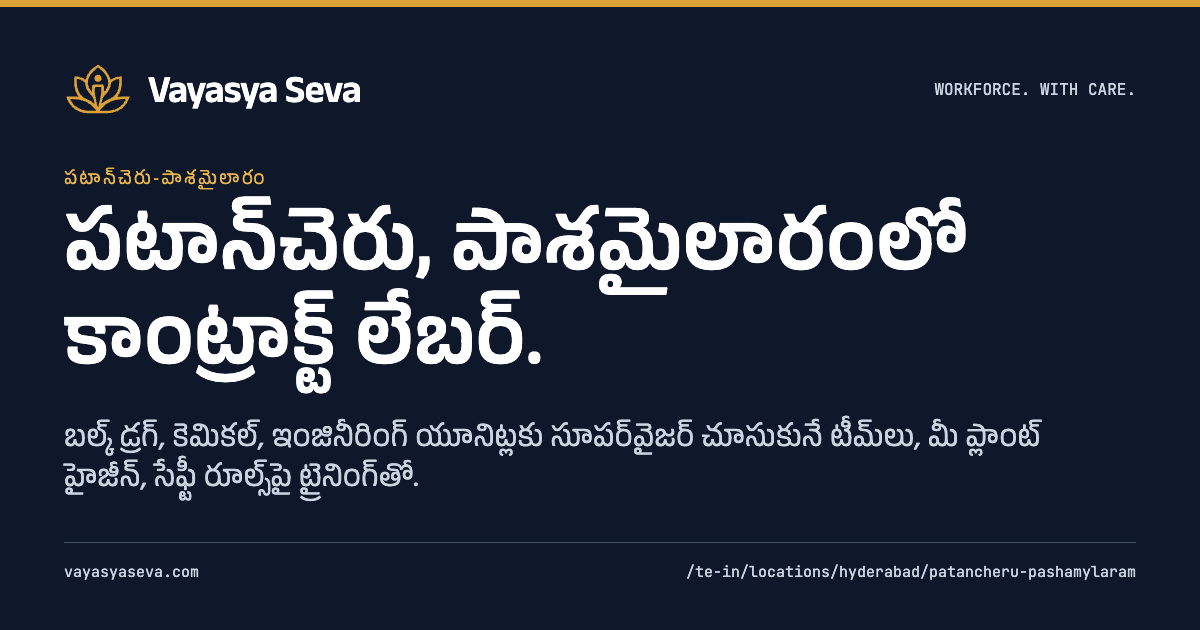 Vayasya Seva
WORKFORCE. WITH CARE.
పటాన్‌చెరు-పాశమైలారం
పటాన్‌చెరు, పాశమైలారంలో
కాంట్రాక్ట్ లేబర్.
బల్క్ డ్రగ్, కెమికల్, ఇంజినీరింగ్ యూనిట్లకు సూపర్‌వైజర్ చూసుకునే టీమ్‌లు, మీ ప్లాంట్
హైజీన్, సేఫ్టీ రూల్స్‌పై ట్రైనింగ్‌తో.
vayasyaseva.com
/te-in/locations/hyderabad/patancheru-pashamylaram